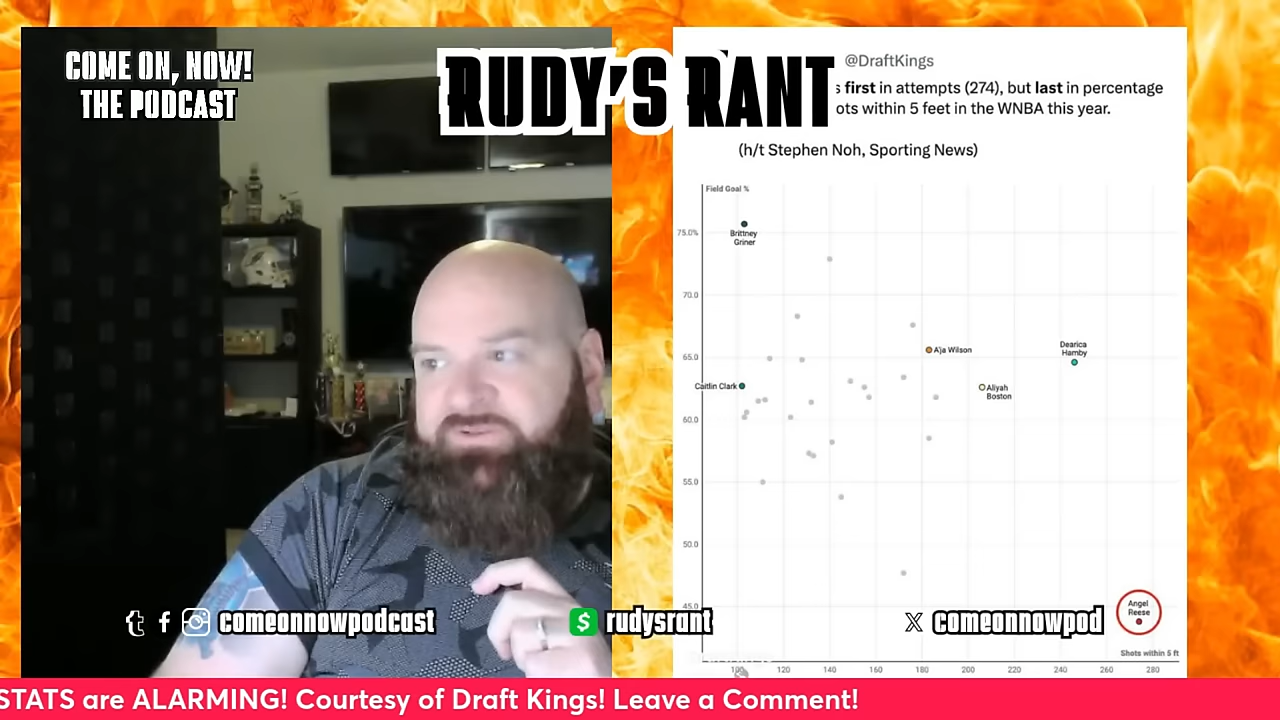 COME ON, NOW!
THE PODCAST
RUDY'S RANT
@DraftKings
first in attempts (274), but last in percentage
ots within 5 feet in the WNBA this year.
(h/t Stephen Noh, Sporting News)
Field Goal %
75.0%
Brittney
Griner
70.0
65.0
A'ja Wilson
Dearica
Hamby
Caitlin Clark
Aliyah
Boston
60.0
55.0
50.0
45.0
Angel
Reese
Shots within 5 ft
100
120
140
160
180
200
220
240
260
280
comeonnowpodcast
$ rudysrant
X comeonnowpod
STATS are ALARMING! Courtesy of Draft Kings! Leave a Comment!